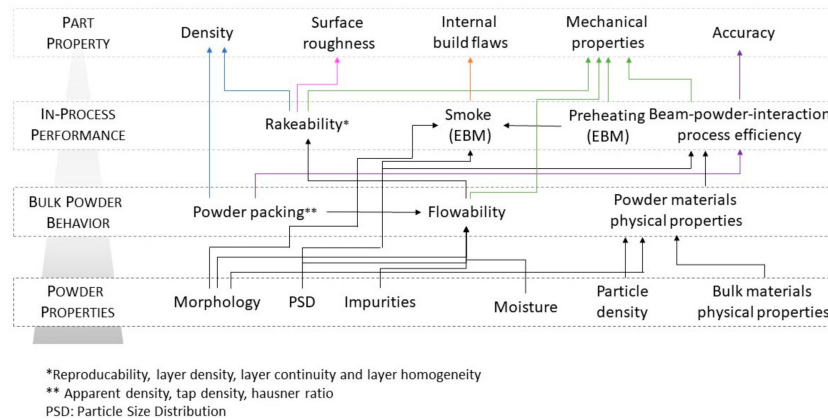 PART
PROPERTY
Density
Surface
roughness
Internal
build flaws
Mechanical
properties
Accuracy
IN-PROCESS
PERFORMANCE
Rakeability*
Smoke
(EBM)
Preheating
(EBM)
Beam-powder-interaction
process efficiency
BULK POWDER
BEHAVIOR
Powder packing**
Flowability
Powder materials
physical properties
POWDER
PROPERTIES
Morphology
PSD
Impurities
Moisture
Particle
density
Bulk materials
physical properties
*Reproducability, layer density, layer continuity and layer homogeneity
** Apparent density, tap density, hausner ratio
PSD: Particle Size Distribution